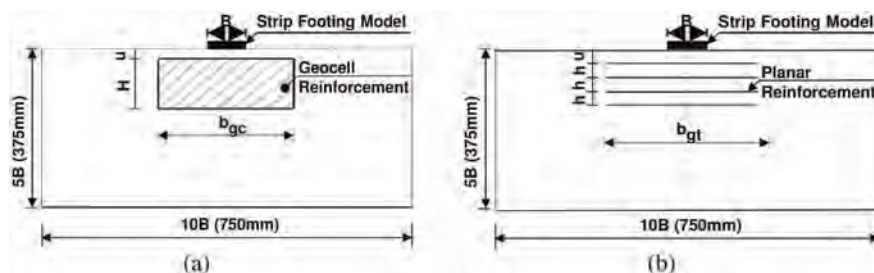 B
Strip Footing Model
u
H
Geocell
Reinforcement
b_gc
5B (375mm)
10B (750mm)
(a)
B
Strip Footing Model
u
h
h
h
Planar
Reinforcement
b_gt
5B (375mm)
10B (750mm)
(b)